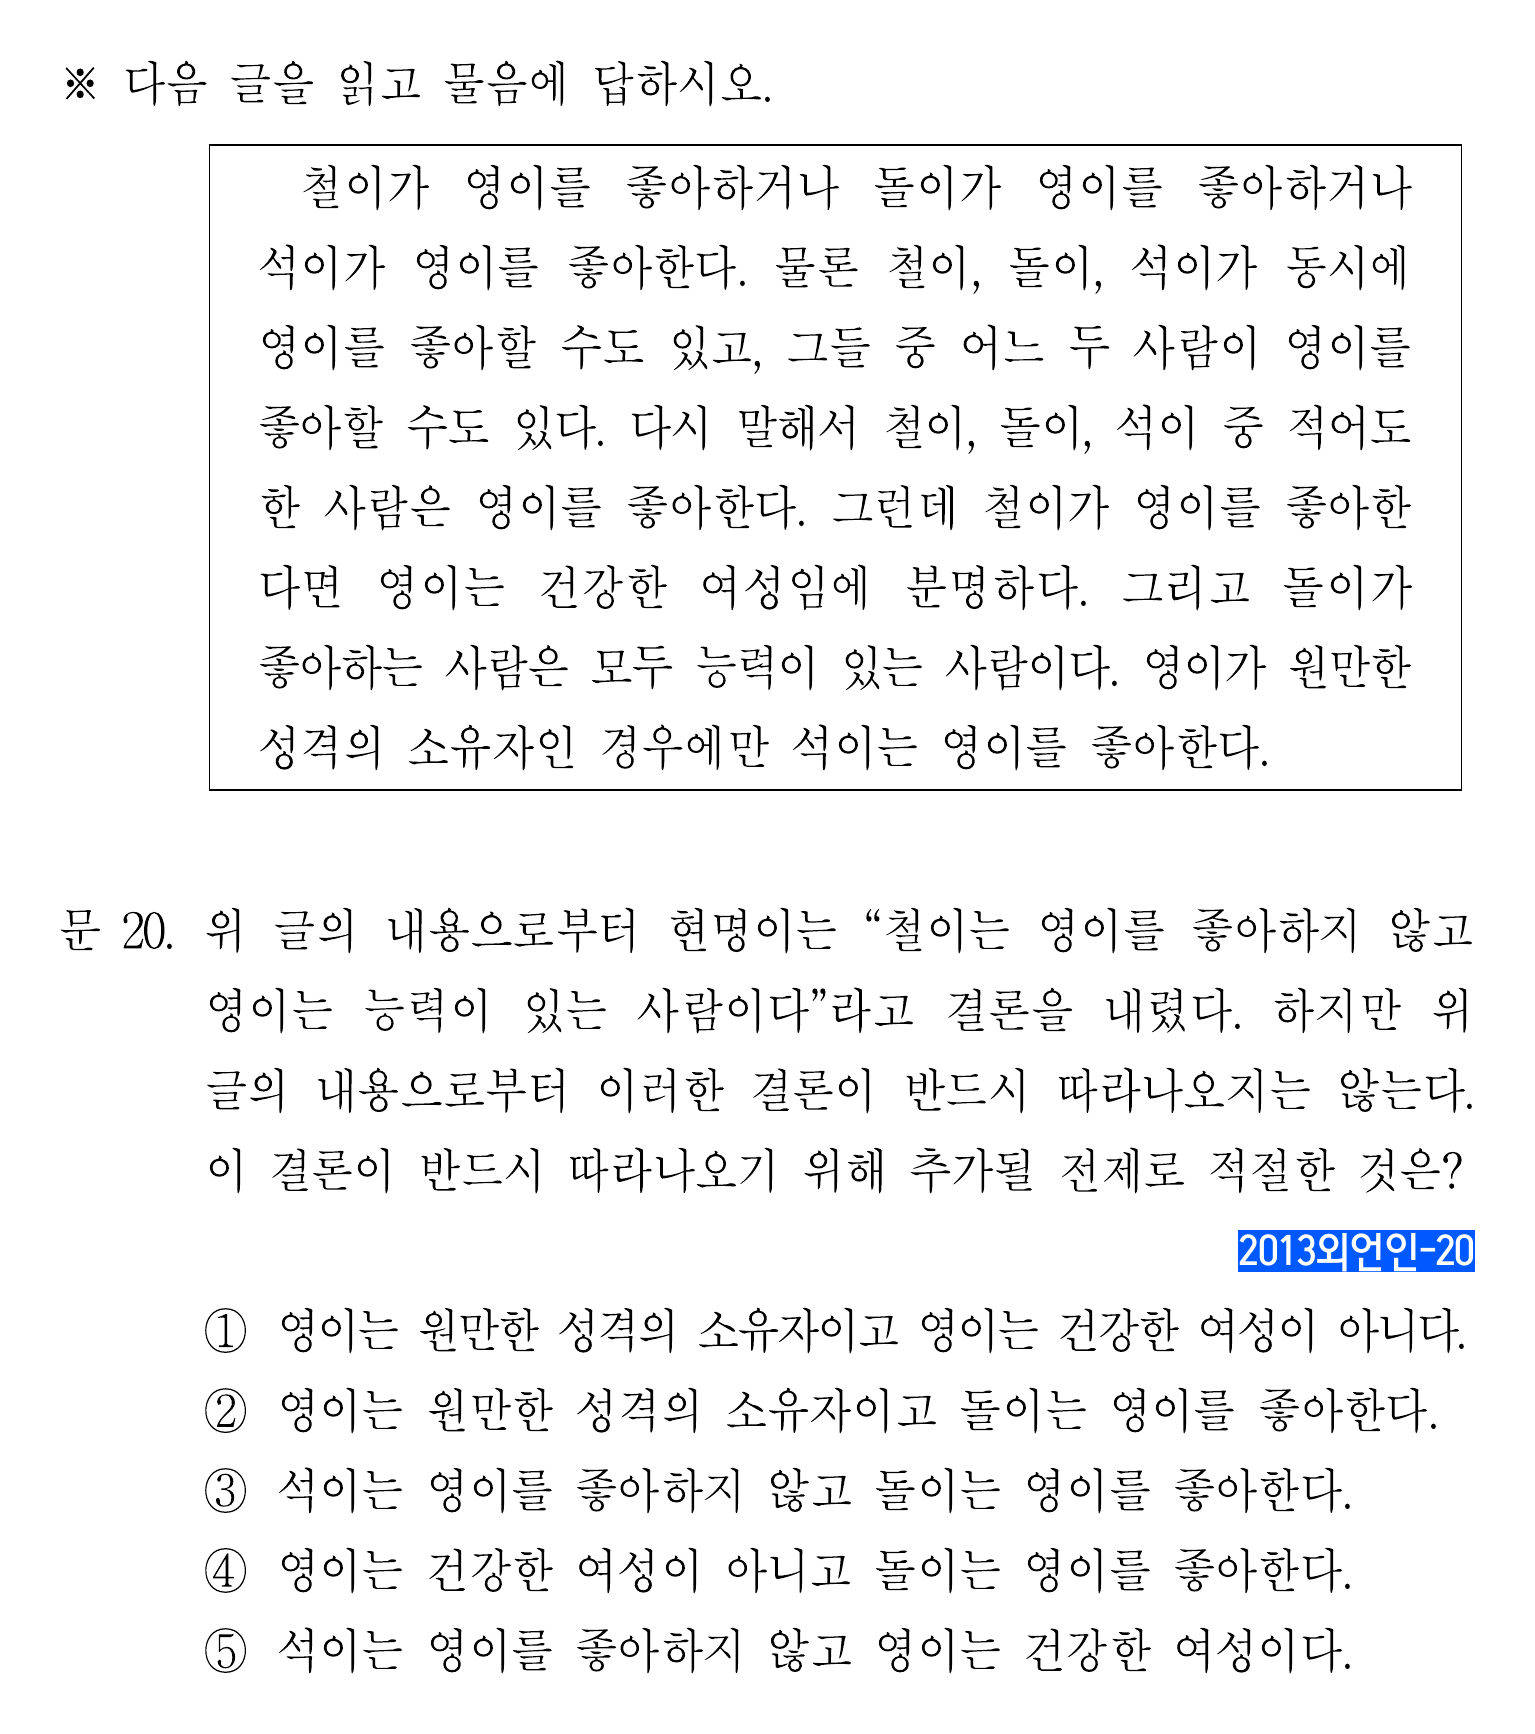 ※ 다음 글을 읽고 물음에 답하시오.
철이가 영이를 좋아하거나 돌이가 영이를 좋아하거나
석이가 영이를 좋아한다. 물론 철이, 돌이, 석이가 동시에
영이를 좋아할 수도 있고, 그들 중 어느 두 사람이 영이를
좋아할 수도 있다. 다시 말해서 철이, 돌이, 석이 중 적어도
한 사람은 영이를 좋아한다. 그런데 철이가 영이를 좋아한
다면 영이는 건강한 여성임에 분명하다. 그리고 돌이가
좋아하는 사람은 모두 능력이 있는 사람이다. 영이가 원만한
성격의 소유자인 경우에만 석이는 영이를 좋아한다.
문 20. 위 글의 내용으로부터 현명이는 “철이는 영이를 좋아하지 않고
영이는 능력이 있는 사람이다”라고 결론을 내렸다. 하지만 위
글의 내용으로부터 이러한 결론이 반드시 따라나오지는 않는다.
이 결론이 반드시 따라나오기 위해 추가될 전제로 적절한 것은?
2013외언인-20
① 영이는 원만한 성격의 소유자이고 영이는 건강한 여성이 아니다.
② 영이는 원만한 성격의 소유자이고 돌이는 영이를 좋아한다.
③ 석이는 영이를 좋아하지 않고 돌이는 영이를 좋아한다.
④ 영이는 건강한 여성이 아니고 돌이는 영이를 좋아한다.
⑤ 석이는 영이를 좋아하지 않고 영이는 건강한 여성이다.